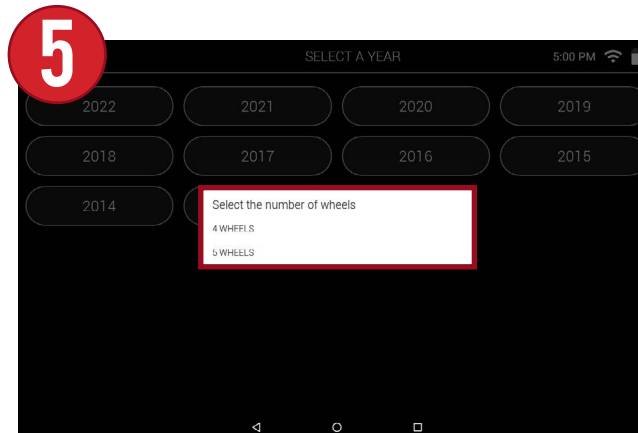 5
SELECT A YEAR 5:00 PM
2022 2021 2020 2019
2018 2017 2016 2015
2014
Select the number of wheels
4 WHEELS
5 WHEELS